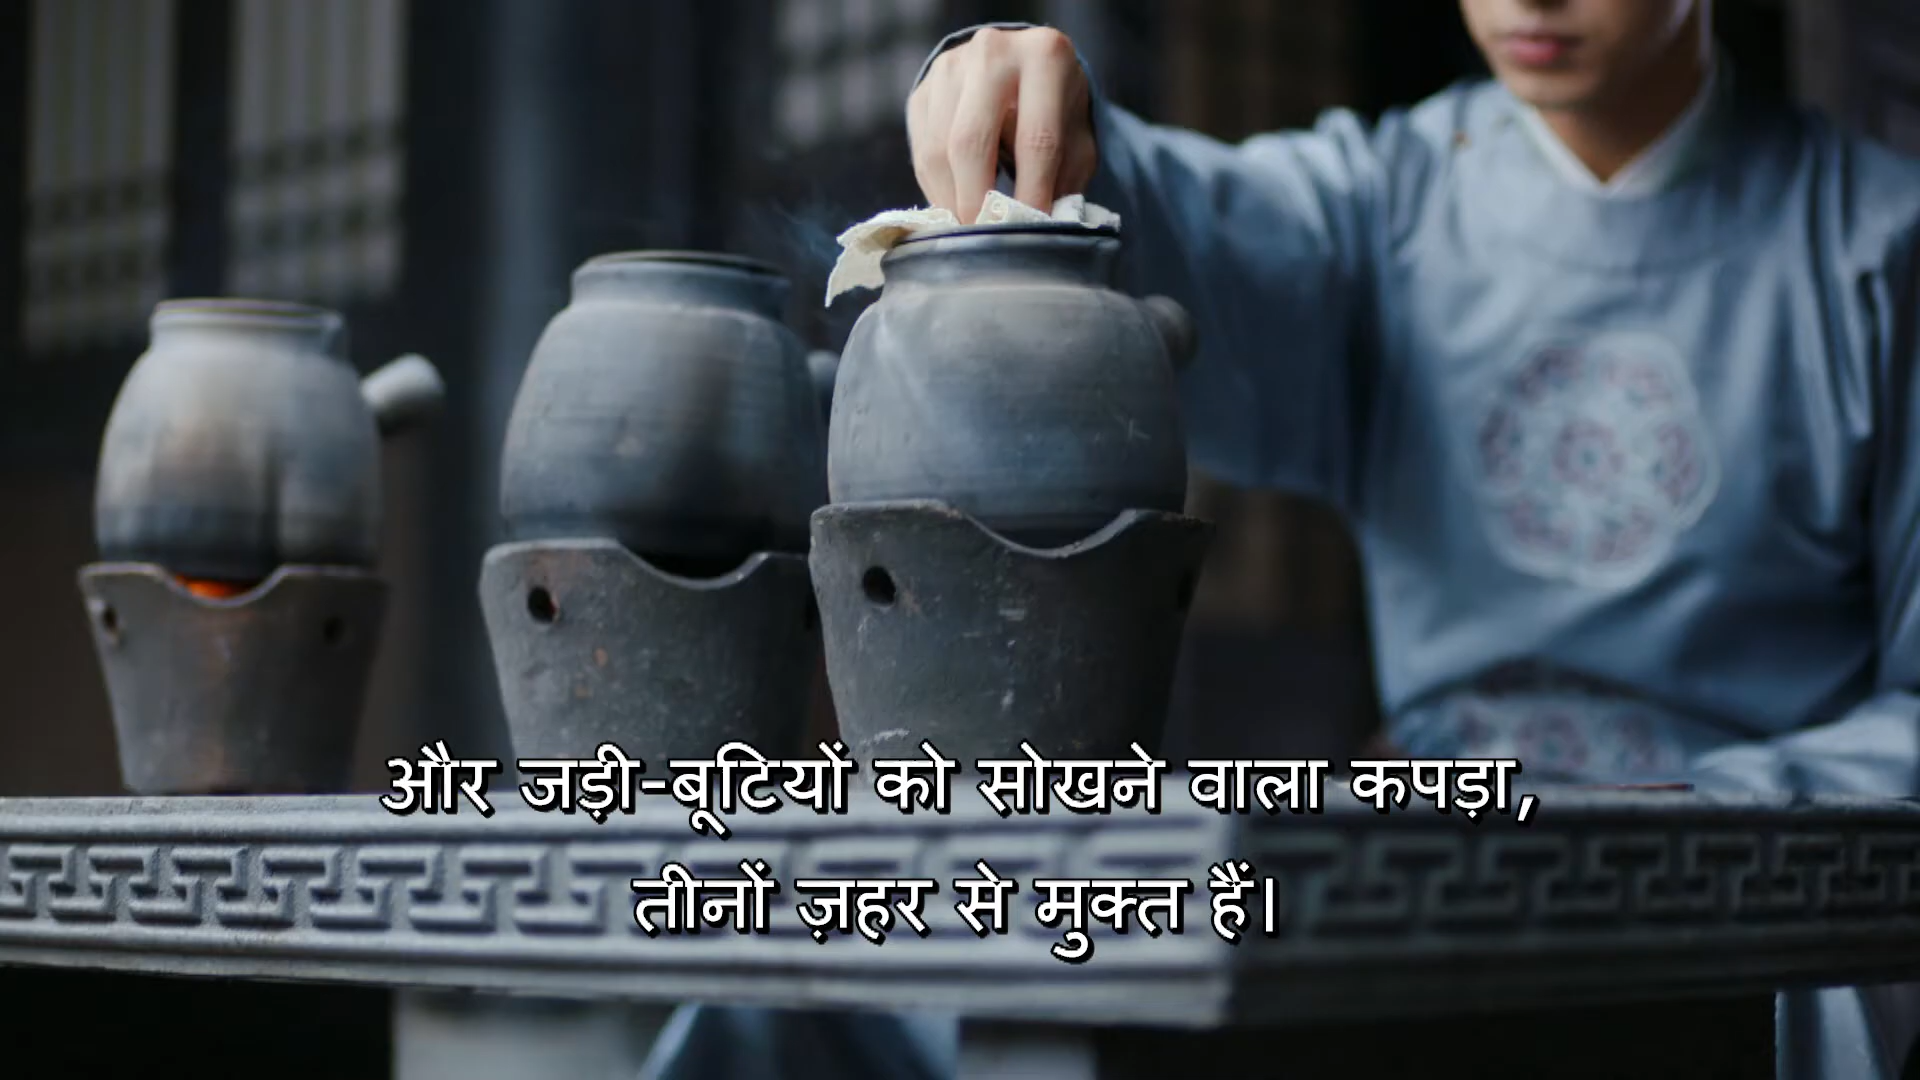 और जड़ी-बूटियों को सोखने वाला कपड़ा,
तीनों ज़हर से मुक्त हैं।